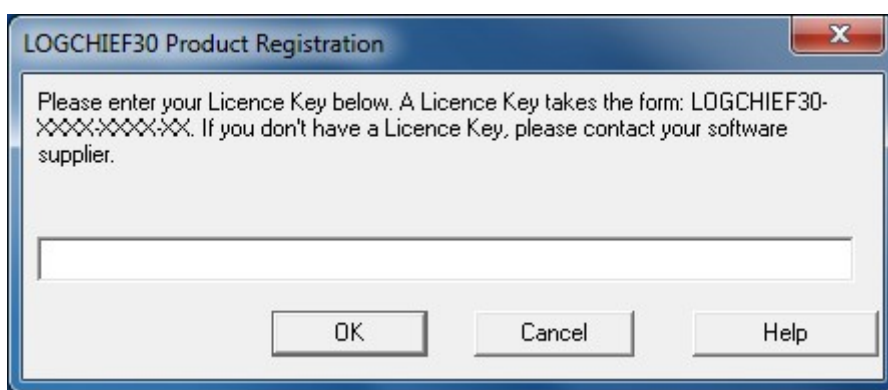 LOGCHIEF30 Product Registration
Please enter your Licence Key below. A Licence Key takes the form: LOGCHIEF30-
XXXX-XXXX-XX. If you don't have a Licence Key, please contact your software
supplier.
OK Cancel Help